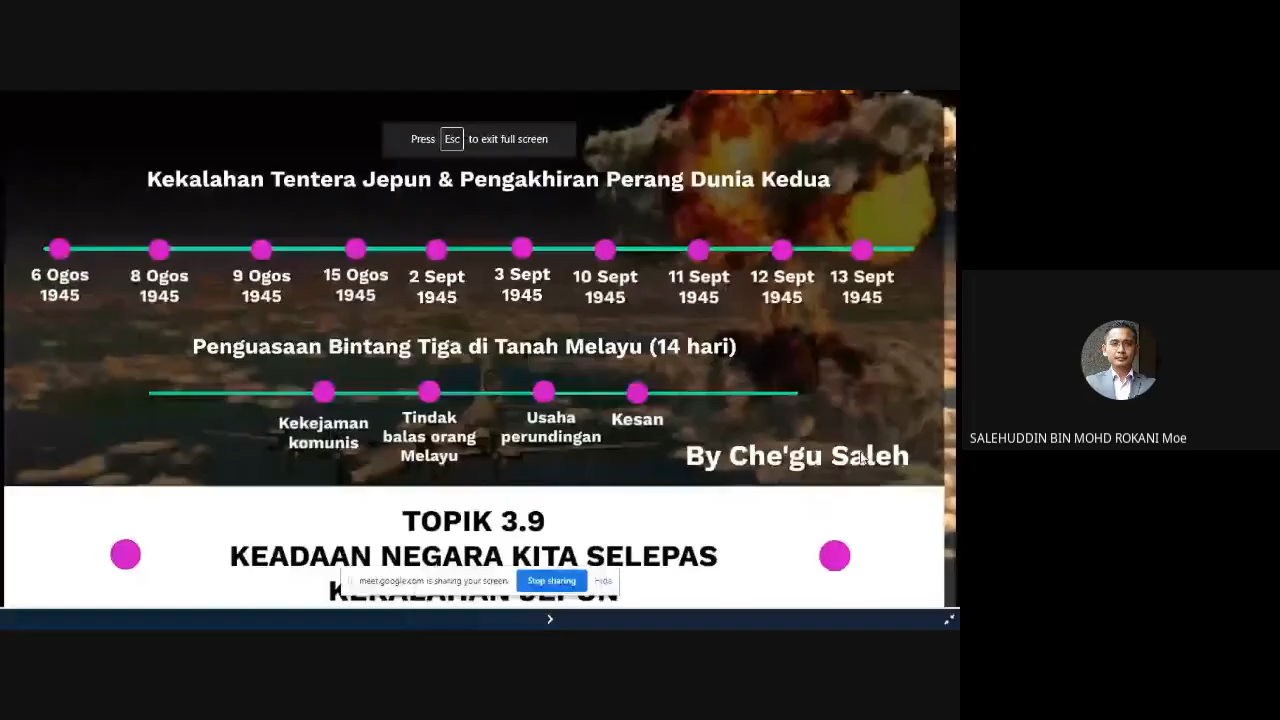 Press Esc to exit full screen
Kekalahan Tentera Jepun & Pengakhiran Perang Dunia Kedua
6 Ogos 1945
8 Ogos 1945
9 Ogos 1945
15 Ogos 1945
2 Sept 1945
3 Sept 1945
10 Sept 1945
11 Sept 1945
12 Sept 1945
13 Sept 1945
Penguasaan Bintang Tiga di Tanah Melayu (14 hari)
Kekejaman
komunis
Tindak
balas orang
Melayu
Usaha
perundingan
Kesan
By Che'gu Saleh
SALEHUDDIN BIN MOHD ROKANI Moe
TOPIK 3.9
KEADAAN NEGARA KITA SELEPAS
KEKALAHAN JEPUN
meet.google.com is sharing your screen. Stop sharing Hide